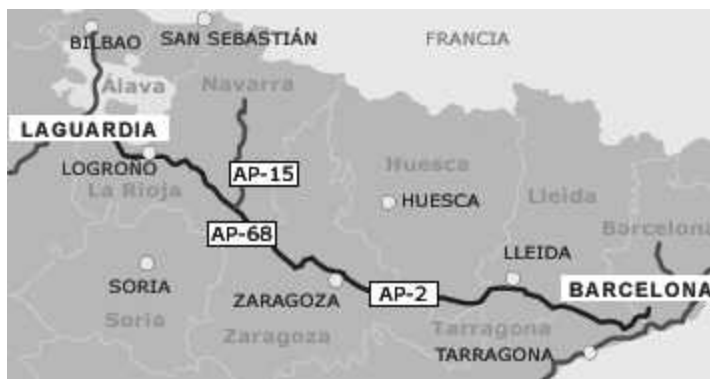 BILBAO
SAN SEBASTIÁN
FRANCIA
Álava
Navarra
LAGUARDIA
LOGROÑO
La Rioja
AP-15
Huesca
HUESCA
Lleida
Barcelona
AP-68
LLEIDA
SORIA
Soria
ZARAGOZA
Zaragoza
AP-2
BARCELONA
Tarragona
TARRAGONA